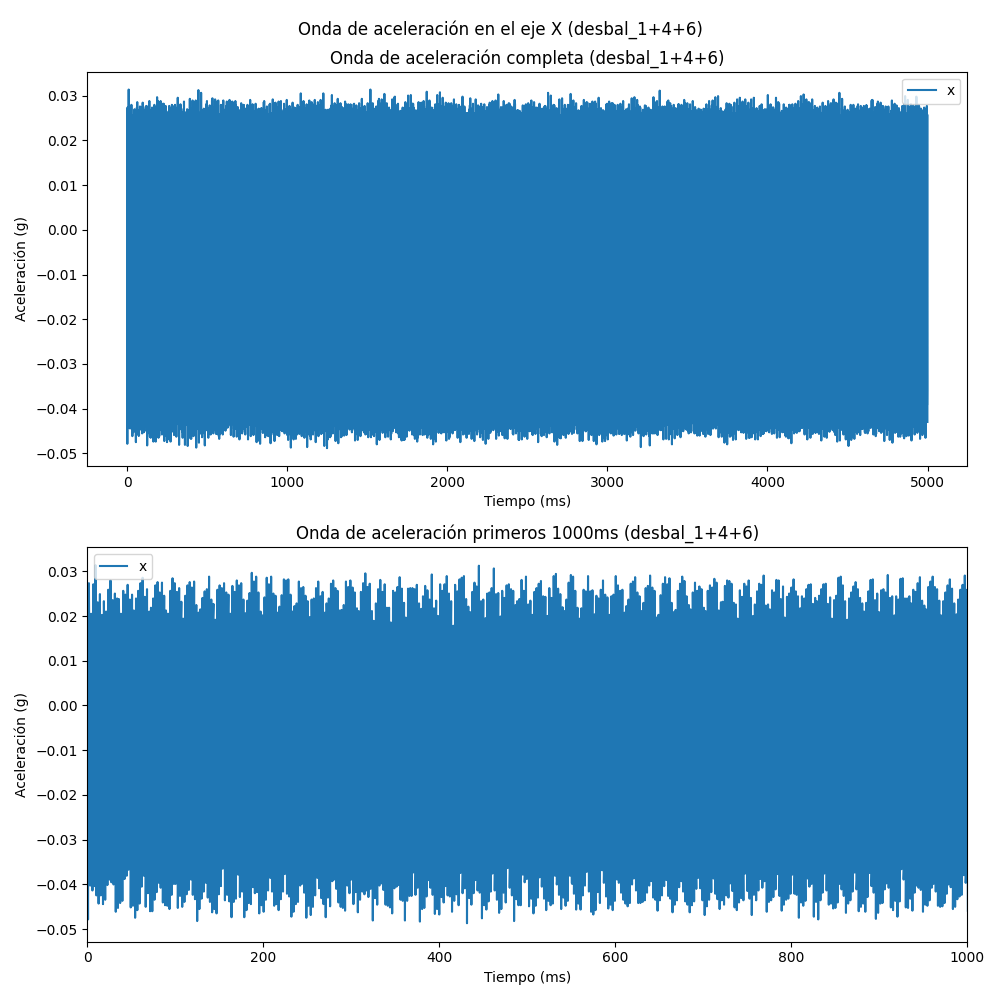 Onda de aceleración en el eje X (desbal_1+4+6)
Onda de aceleración completa (desbal_1+4+6)
0.03
0.02
0.01
0.00
−0.01
−0.02
−0.03
−0.04
−0.05
Aceleración (g)
x
0 1000 2000 3000 4000 5000
Tiempo (ms)
Onda de aceleración primeros 1000ms (desbal_1+4+6)
0.03
0.02
0.01
0.00
−0.01
−0.02
−0.03
−0.04
−0.05
Aceleración (g)
x
0 200 400 600 800 1000
Tiempo (ms)